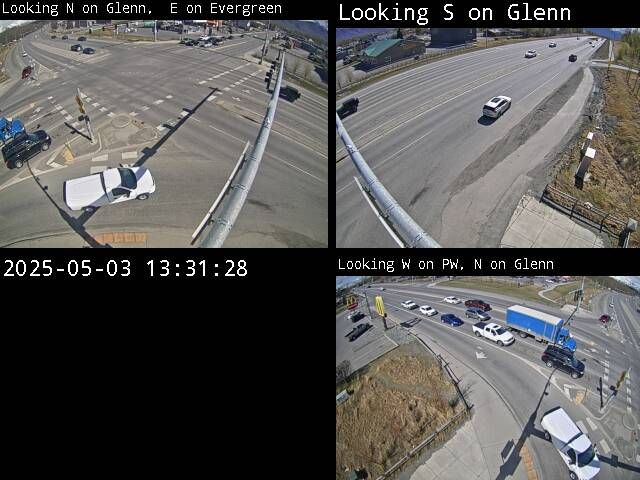 Looking N on Glenn,  E on Evergreen
Looking S on Glenn
2025-05-03 13:31:28
Looking W on PW, N on Glenn